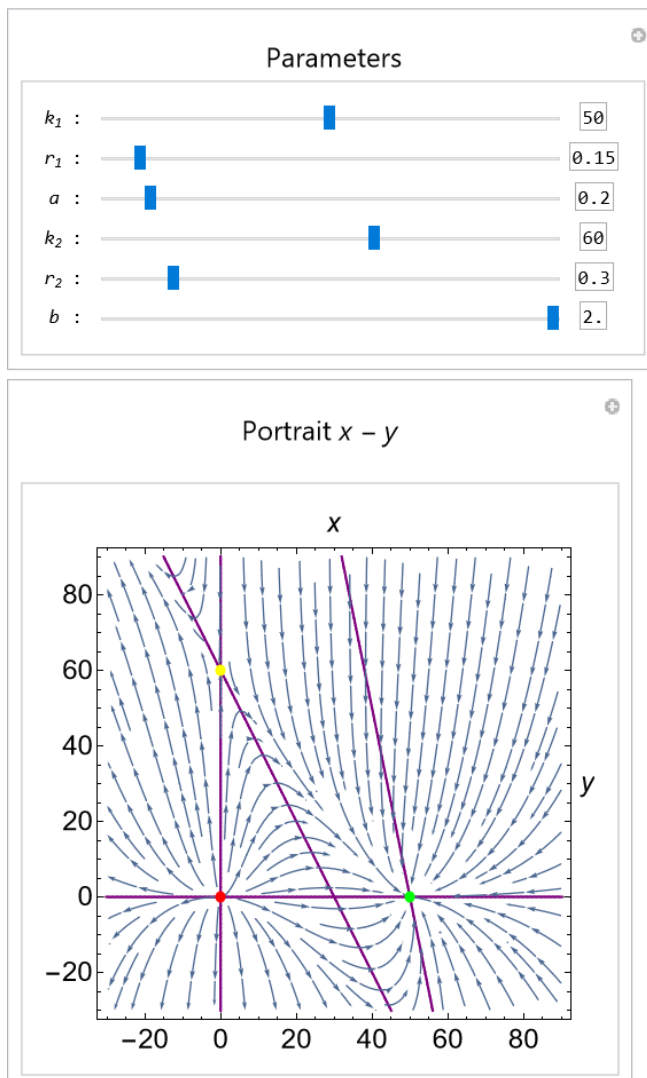 Parameters
k₁ : 50
r₁ : 0.15
a : 0.2
k₂ : 60
r₂ : 0.3
b : 2.
Portrait x – y
x
80
60
40
y
20
0
−20
−20 0 20 40 60 80